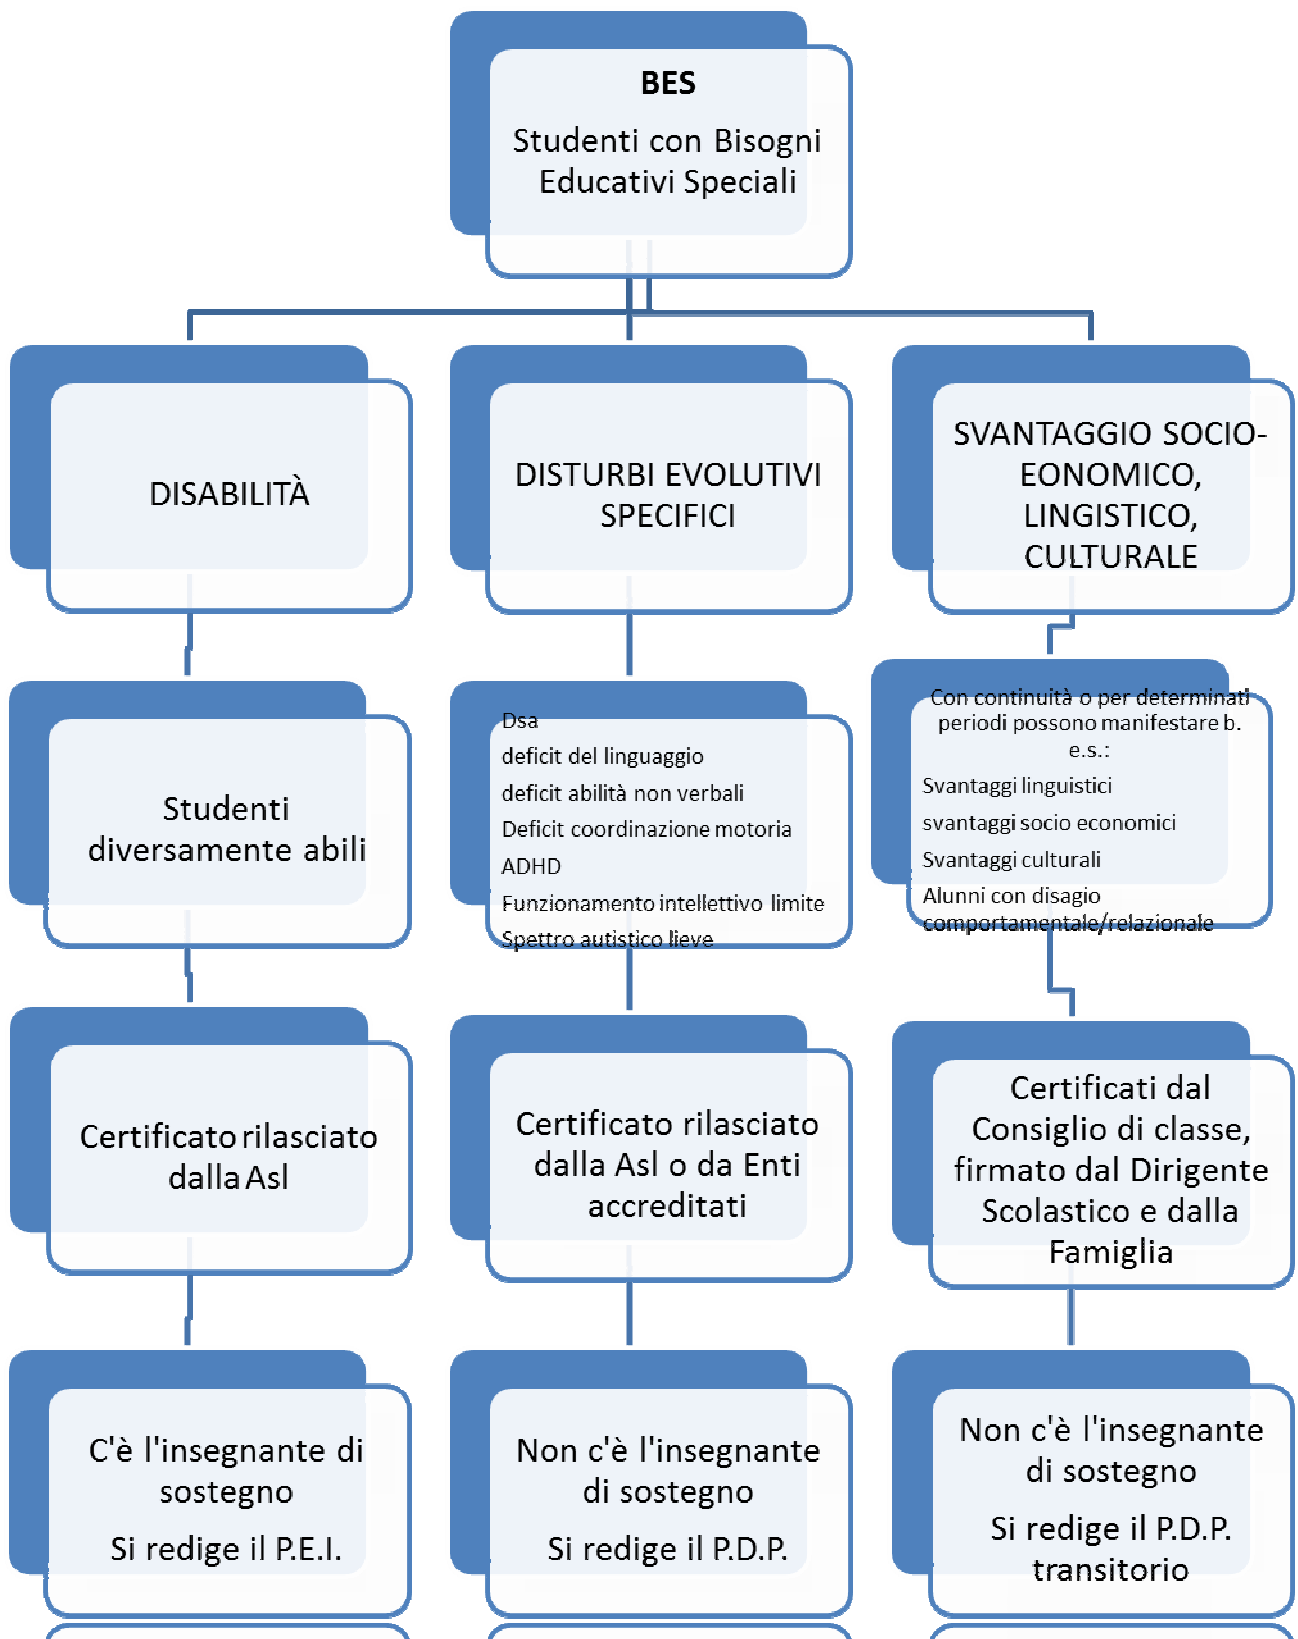 BES
Studenti con Bisogni
Educativi Speciali
DISABILITÀ
DISTURBI EVOLUTIVI
SPECIFICI
SVANTAGGIO SOCIO-
EONOMICO,
LINGISTICO,
CULTURALE
Studenti
diversamente abili
Dsa
deficit del linguaggio
deficit abilità non verbali
Deficit coordinazione motoria
ADHD
Funzionamento intellettivo limite
Spettro autistico lieve
Con continuità o per determinati
periodi possono manifestare b.
e.s.:
Svantaggi linguistici
svantaggi socio economici
Svantaggi culturali
Alunni con disagio
comportamentale/relazionale
Certificato rilasciato
dalla Asl
Certificato rilasciato
dalla Asl o da Enti
accreditati
Certificati dal
Consiglio di classe,
firmato dal Dirigente
Scolastico e dalla
Famiglia
C'è l'insegnante di
sostegno
Si redige il P.E.I.
Non c'è l'insegnante
di sostegno
Si redige il P.D.P.
Non c'è l'insegnante
di sostegno
Si redige il P.D.P.
transitorio